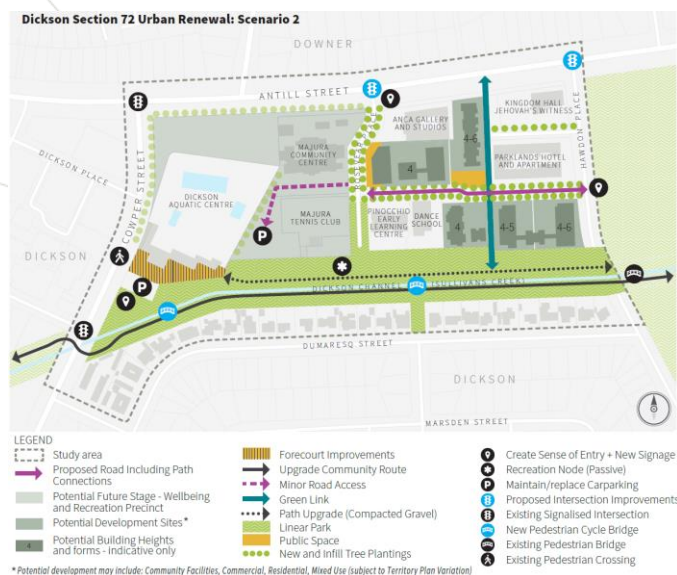 Dickson Section 72 Urban Renewal: Scenario 2
DOWNER
ANTILL STREET
KINGDOM HALL
JEHOVAH'S WITNESS
HAWDON PLACE
ANCA GALLERY
AND STUDIOS
4-6
MAJURA
COMMUNITY
CENTRE
DICKSON PLACE
COWPER STREET
4
PARKLANDS HOTEL
AND APARTMENT
DICKSON
AQUATIC CENTRE
P
MAJURA
TENNIS CLUB
PINOCCHIO
EARLY
LEARNING
CENTRE
DANCE
SCHOOL
4
4-5
4-6
DICKSON
P
DICKSON CHANNEL (SULLIVANS CREEK)
DUMARESQ STREET
DICKSON
MARSDEN STREET
LEGEND
Study area
Proposed Road Including Path
Connections
Potential Future Stage - Wellbeing
and Recreation Precinct
Potential Development Sites*
4
Potential Building Heights
and forms - indicative only
Forecourt Improvements
Upgrade Community Route
Minor Road Access
Green Link
Path Upgrade (Compacted Gravel)
Linear Park
Public Space
New and Infill Tree Plantings
Create Sense of Entry + New Signage
Recreation Node (Passive)
P
Maintain/replace Carparking
Proposed Intersection Improvements
Existing Signalised Intersection
New Pedestrian Cycle Bridge
Existing Pedestrian Bridge
Existing Pedestrian Crossing
* Potential development may include: Community Facilities, Commercial, Residential, Mixed Use (subject to Territory Plan Variation)